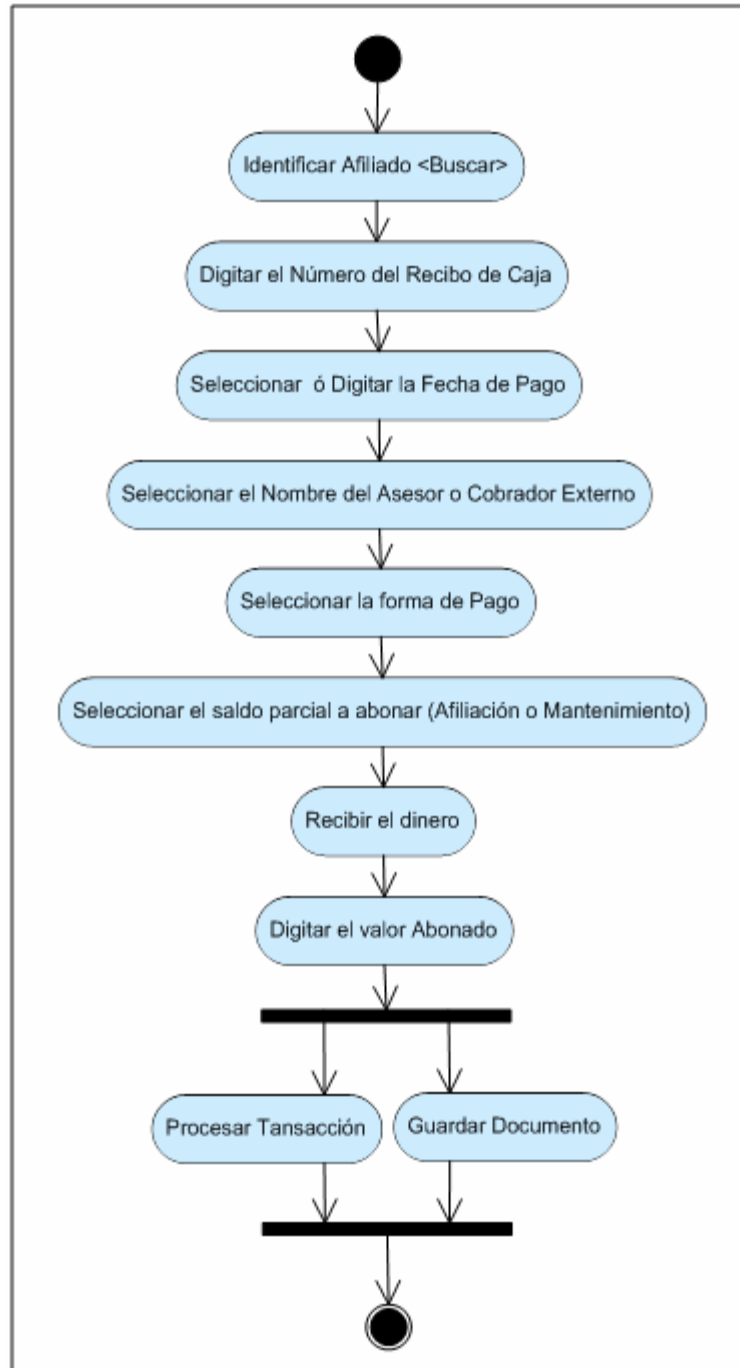 Identificar Afiliado <Buscar>
Digitar el Número del Recibo de Caja
Seleccionar ó Digitar la Fecha de Pago
Seleccionar el Nombre del Asesor o Cobrador Externo
Seleccionar la forma de Pago
Seleccionar el saldo parcial a abonar (Afiliación o Mantenimiento)
Recibir el dinero
Digitar el valor Abonado
Procesar Tansacción
Guardar Documento